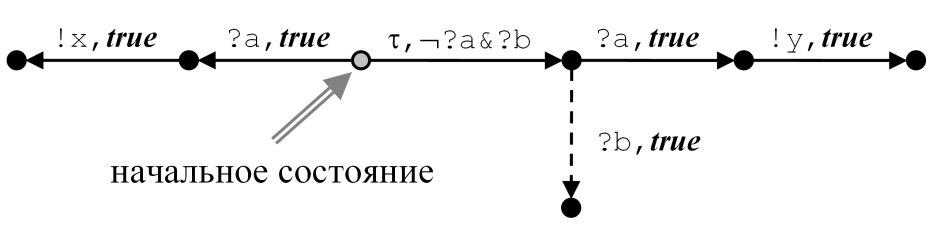 !x,true ?a,true τ,¬?a&?b ?a,true !y,true
?b,true
начальное состояние